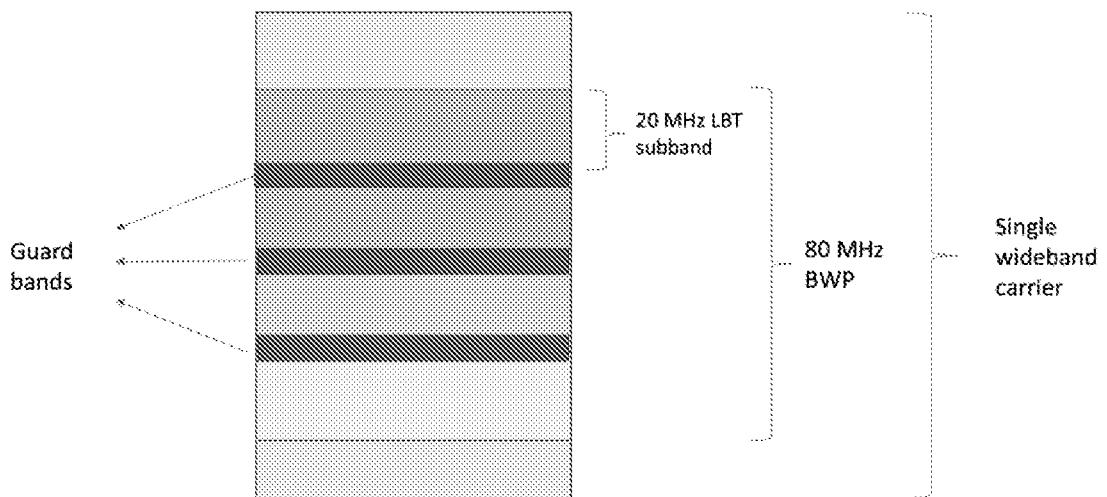 20 MHz LBT
subband
Guard
bands
80 MHz
BWP
Single
wideband
carrier